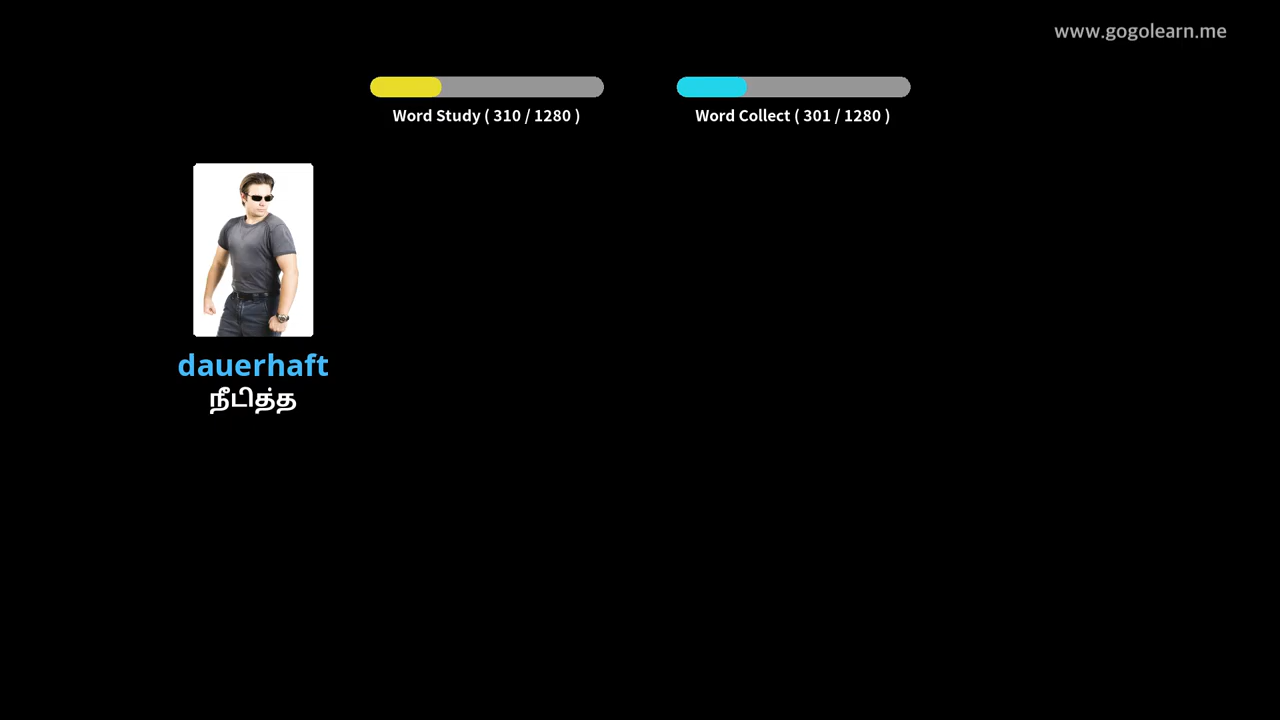 www.gogolearn.me
Word Study ( 310 / 1280 )
Word Collect ( 301 / 1280 )
dauerhaft
நீடித்த